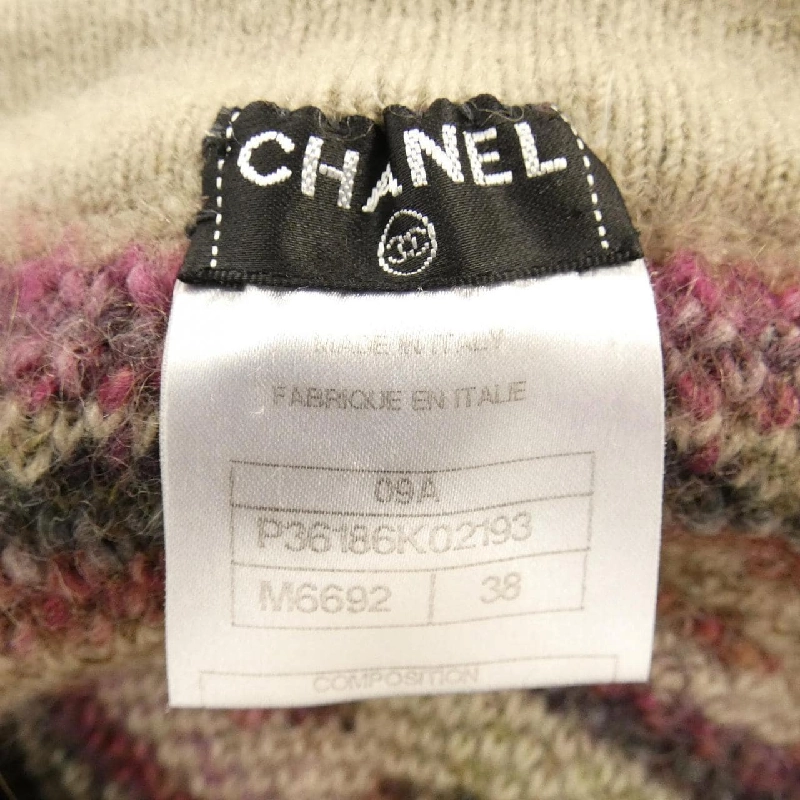 CHANEL
MADE IN ITALY
FABRIQUE EN ITALIE
09A
P36186K02193
M6692 38
COMPOSITION